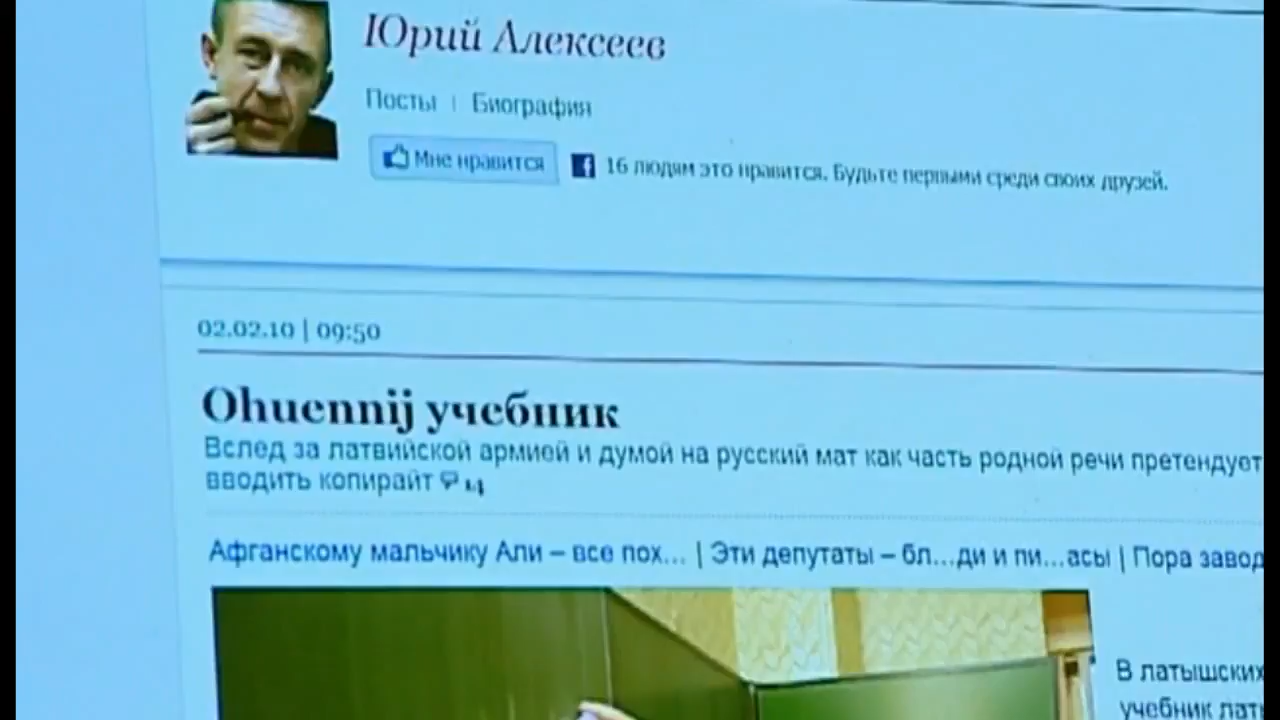 Юрий Алексеев
Посты | Биография
Мне нравится
16 людям это нравится. Будьте первыми среди своих друзей.
02.02.10 | 09:50
Ohuennij учебник
Вслед за латвийской армией и думой на русский мат как часть родной речи претендует
вводить копирайт 14
Афганскому мальчику Али – все пох... | Эти депутаты – бл...ди и пи...асы | Пора завод
В латышских
учебник лат